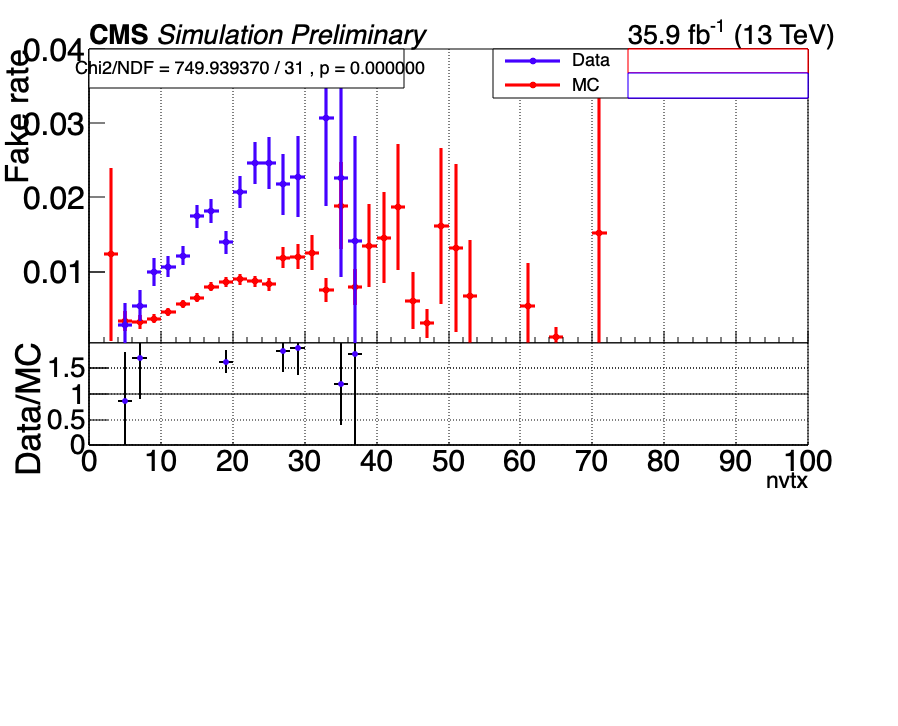 CMS Simulation Preliminary
35.9 fb-1 (13 TeV)
Chi2/NDF = 749.939370 / 31 , p = 0.000000
Data
MC
Fake rate
0.04
0.03
0.02
0.01
Data/MC
1.5
1
0.5
0
0 10 20 30 40 50 60 70 80 90 100
nvtx